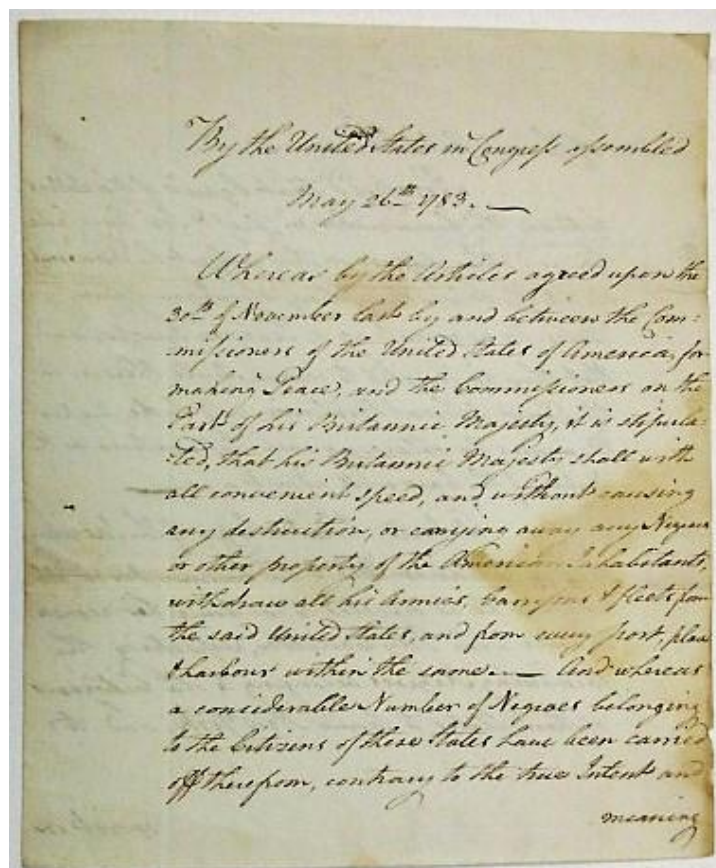 By the United States in Congress assembled
May 26th 1783.
Whereas by the Articles agreed upon the
30th of November last by and between the Com=
missioners of the United States of America, for
making Peace, and the Commissioners on the
Part of his Britannic Majesty, it is stipula=
=ted, that his Britannic Majesty shall with
all convenient speed, and without causing
any destruction, or carrying away any Negroes
or other property of the American Inhabitants,
withdraw all his Armies, Garrisons & fleets from
the said United States, and from every port, place
& harbour within the same. — And whereas
a considerable Number of Negroes belonging
to the Citizens of these States have been carried
off therefrom, contrary to the true Intent and
meaning